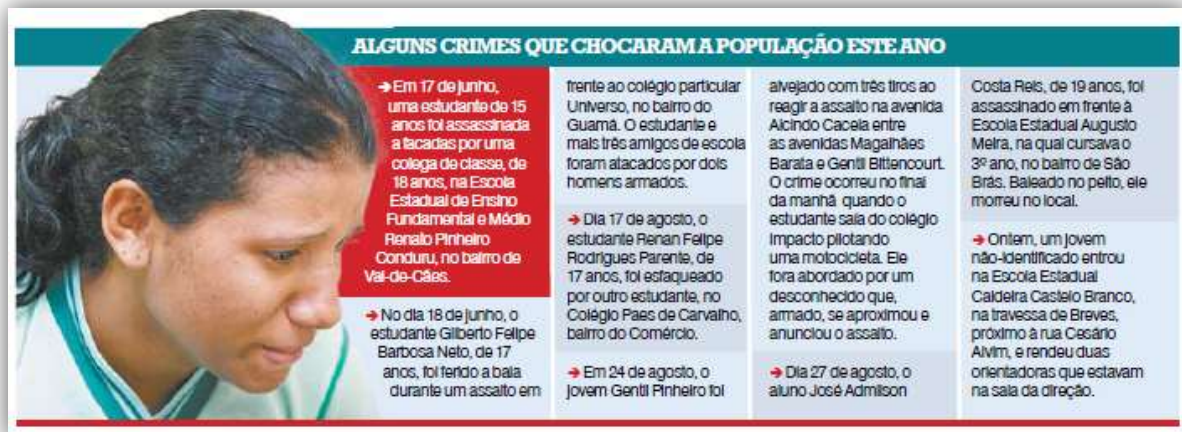 ALGUNS CRIMES QUE CHOCARAM A POPULAÇÃO ESTE ANO
➔ Em 17 de junho,
uma estudante de 15
anos foi assassinada
a facadas por uma
colega de classe, de
18 anos, na Escola
Estadual de Ensino
Fundamental e Médio
Renato Pinheiro
Conduru, no bairro de
Val-de-Cães.
➔ No dia 18 de junho, o
estudante Gilberto Felipe
Barbosa Neto, de 17
anos, foi ferido a bala
durante um assalto em
frente ao colégio particular
Universo, no bairro do
Guamá. O estudante e
mais três amigos de escola
foram atacados por dois
homens armados.
➔ Dia 17 de agosto, o
estudante Renan Felipe
Rodrigues Parente, de
17 anos, foi esfaqueado
por outro estudante, no
Colégio Paes de Carvalho,
bairro do Comércio.
➔ Em 24 de agosto, o
jovem Gentil Pinheiro foi
alvejado com três tiros ao
reagir a assalto na avenida
Alcindo Cacela entre
as avenidas Magalhães
Barata e Gentil Bittencourt.
O crime ocorreu no final
da manhã quando o
estudante saía do colégio
Impacto pilotando
uma motocicleta. Ele
fora abordado por um
desconhecido que,
armado, se aproximou e
anunciou o assalto.
➔ Dia 27 de agosto, o
aluno José Admilson
Costa Reis, de 19 anos, foi
assassinado em frente à
Escola Estadual Augusto
Meira, na qual cursava o
3º ano, no bairro de São
Brás. Baleado no peito, ele
morreu no local.
➔ Ontem, um jovem
não-identificado entrou
na Escola Estadual
Caldeira Castelo Branco,
na travessa de Breves,
próximo à rua Cesário
Alvim, e rendeu duas
orientadoras que estavam
na sala da direção.